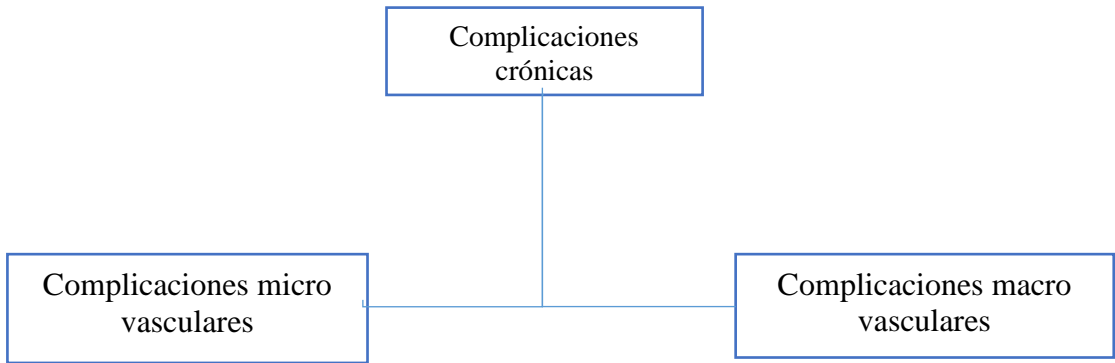 Complicaciones
crónicas
Complicaciones micro
vasculares
Complicaciones macro
vasculares